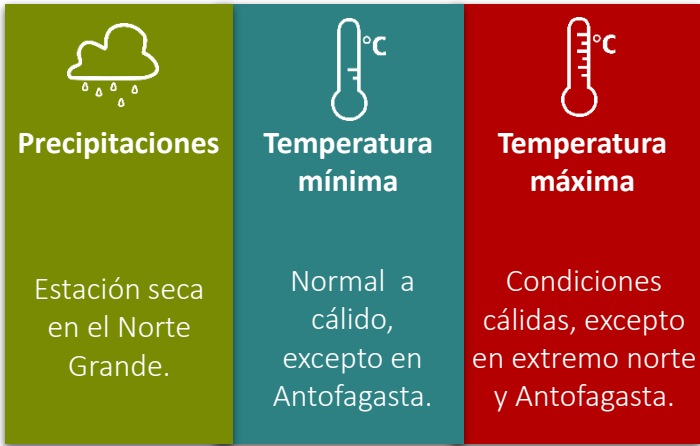 Precipitaciones
Estación seca
en el Norte
Grande.
°C
Temperatura
mínima
Normal a
cálido,
excepto en
Antofagasta.
°C
Temperatura
máxima
Condiciones
cálidas, excepto
en extremo norte
y Antofagasta.